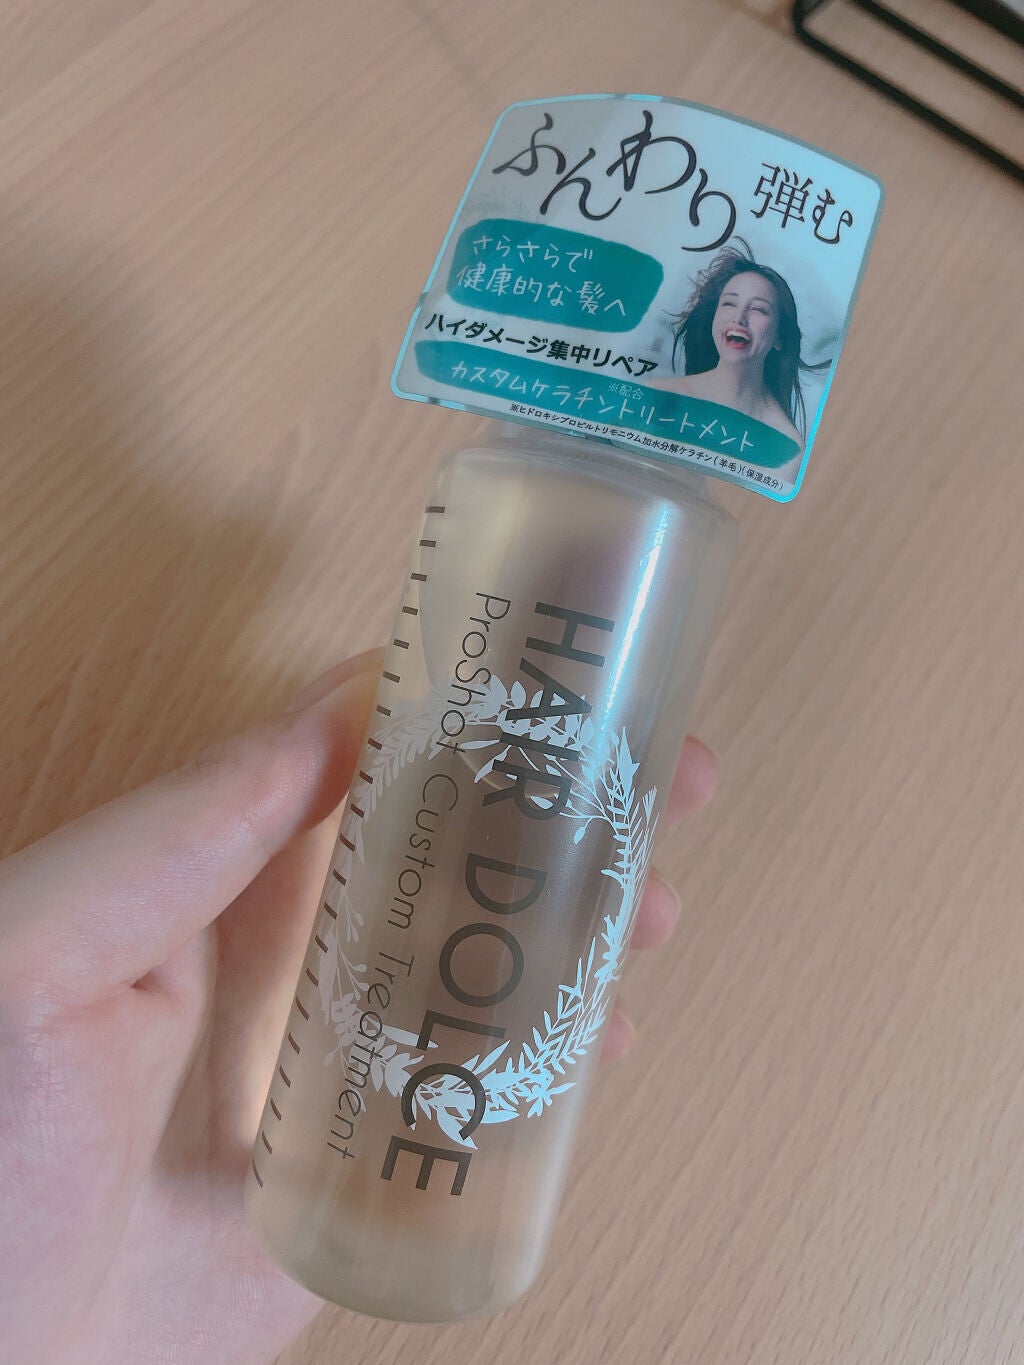 ふんわり弾む
さらさらで
健康的な髪へ
ハイダメージ集中リペア
※配合
カスタムケラチントリートメント
※ヒドロキシプロピルトリモニウム加水分解ケラチン(羊毛)(保湿成分)
HAIR DOLCE
ProShot Custom Treatment